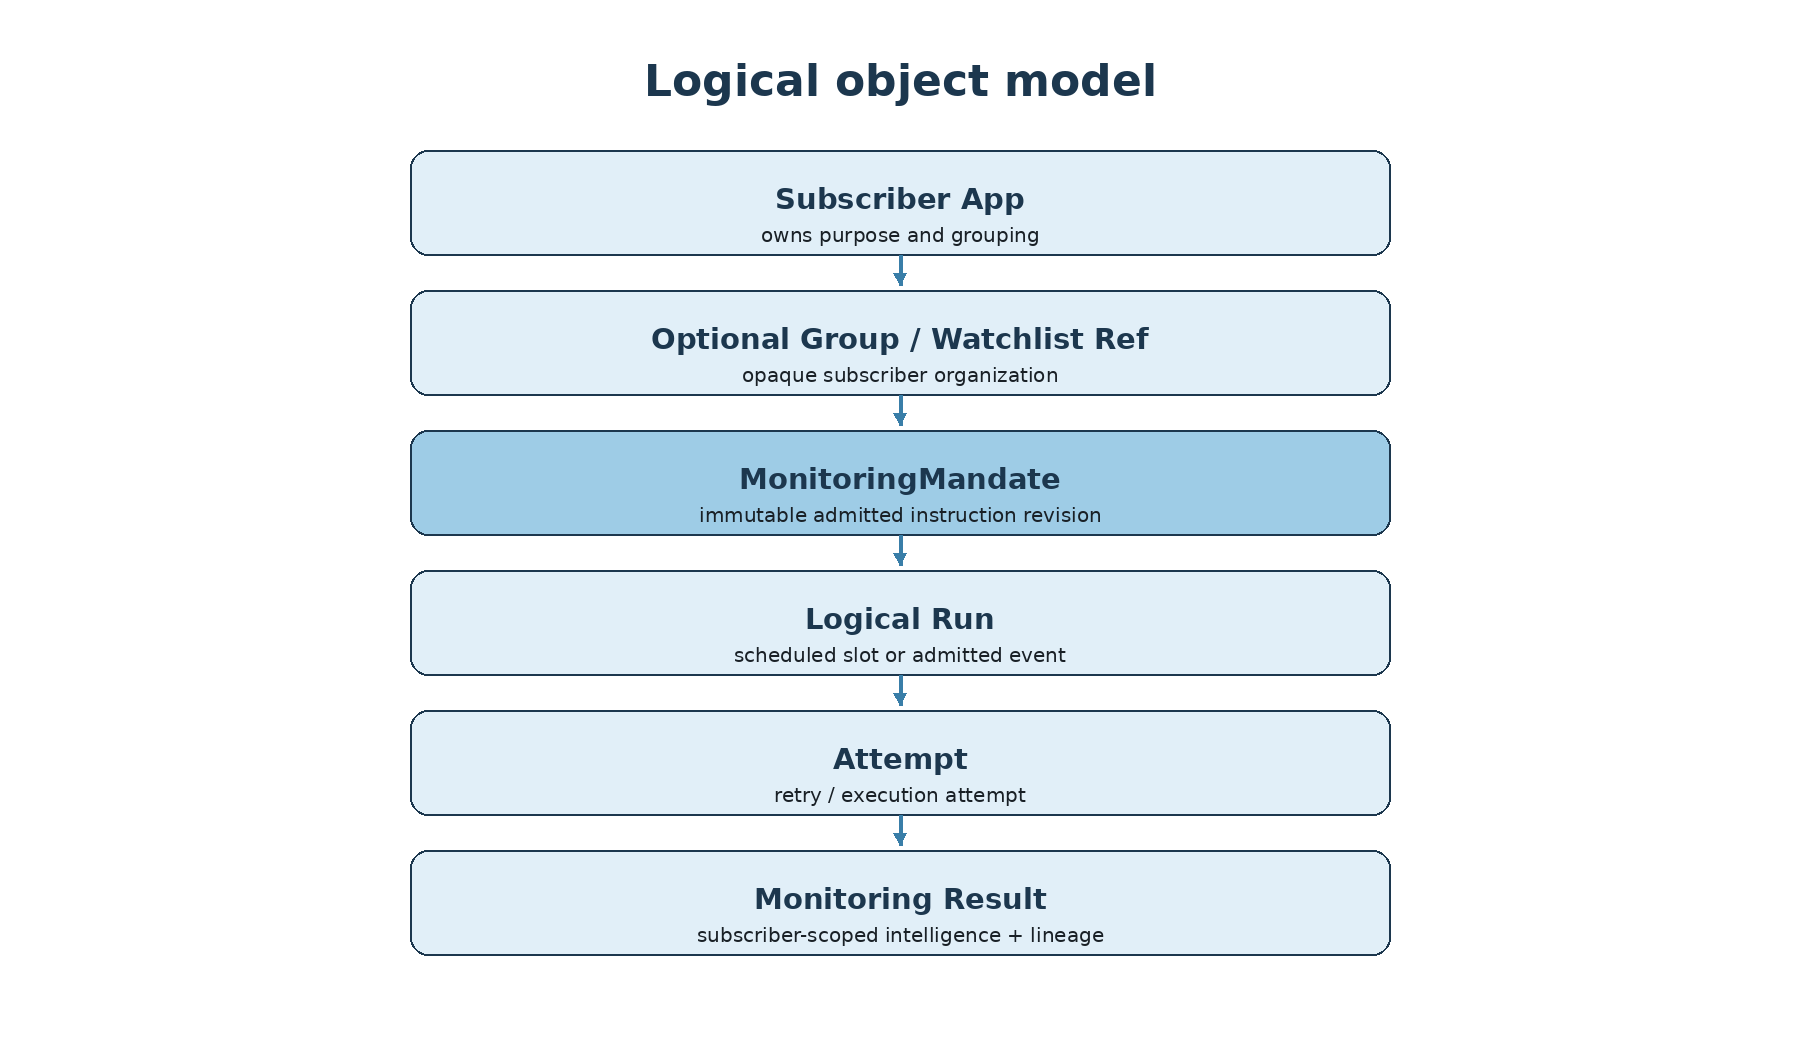 Logical object model
Subscriber App
owns purpose and grouping
Optional Group / Watchlist Ref
opaque subscriber organization
MonitoringMandate
immutable admitted instruction revision
Logical Run
scheduled slot or admitted event
Attempt
retry / execution attempt
Monitoring Result
subscriber-scoped intelligence + lineage